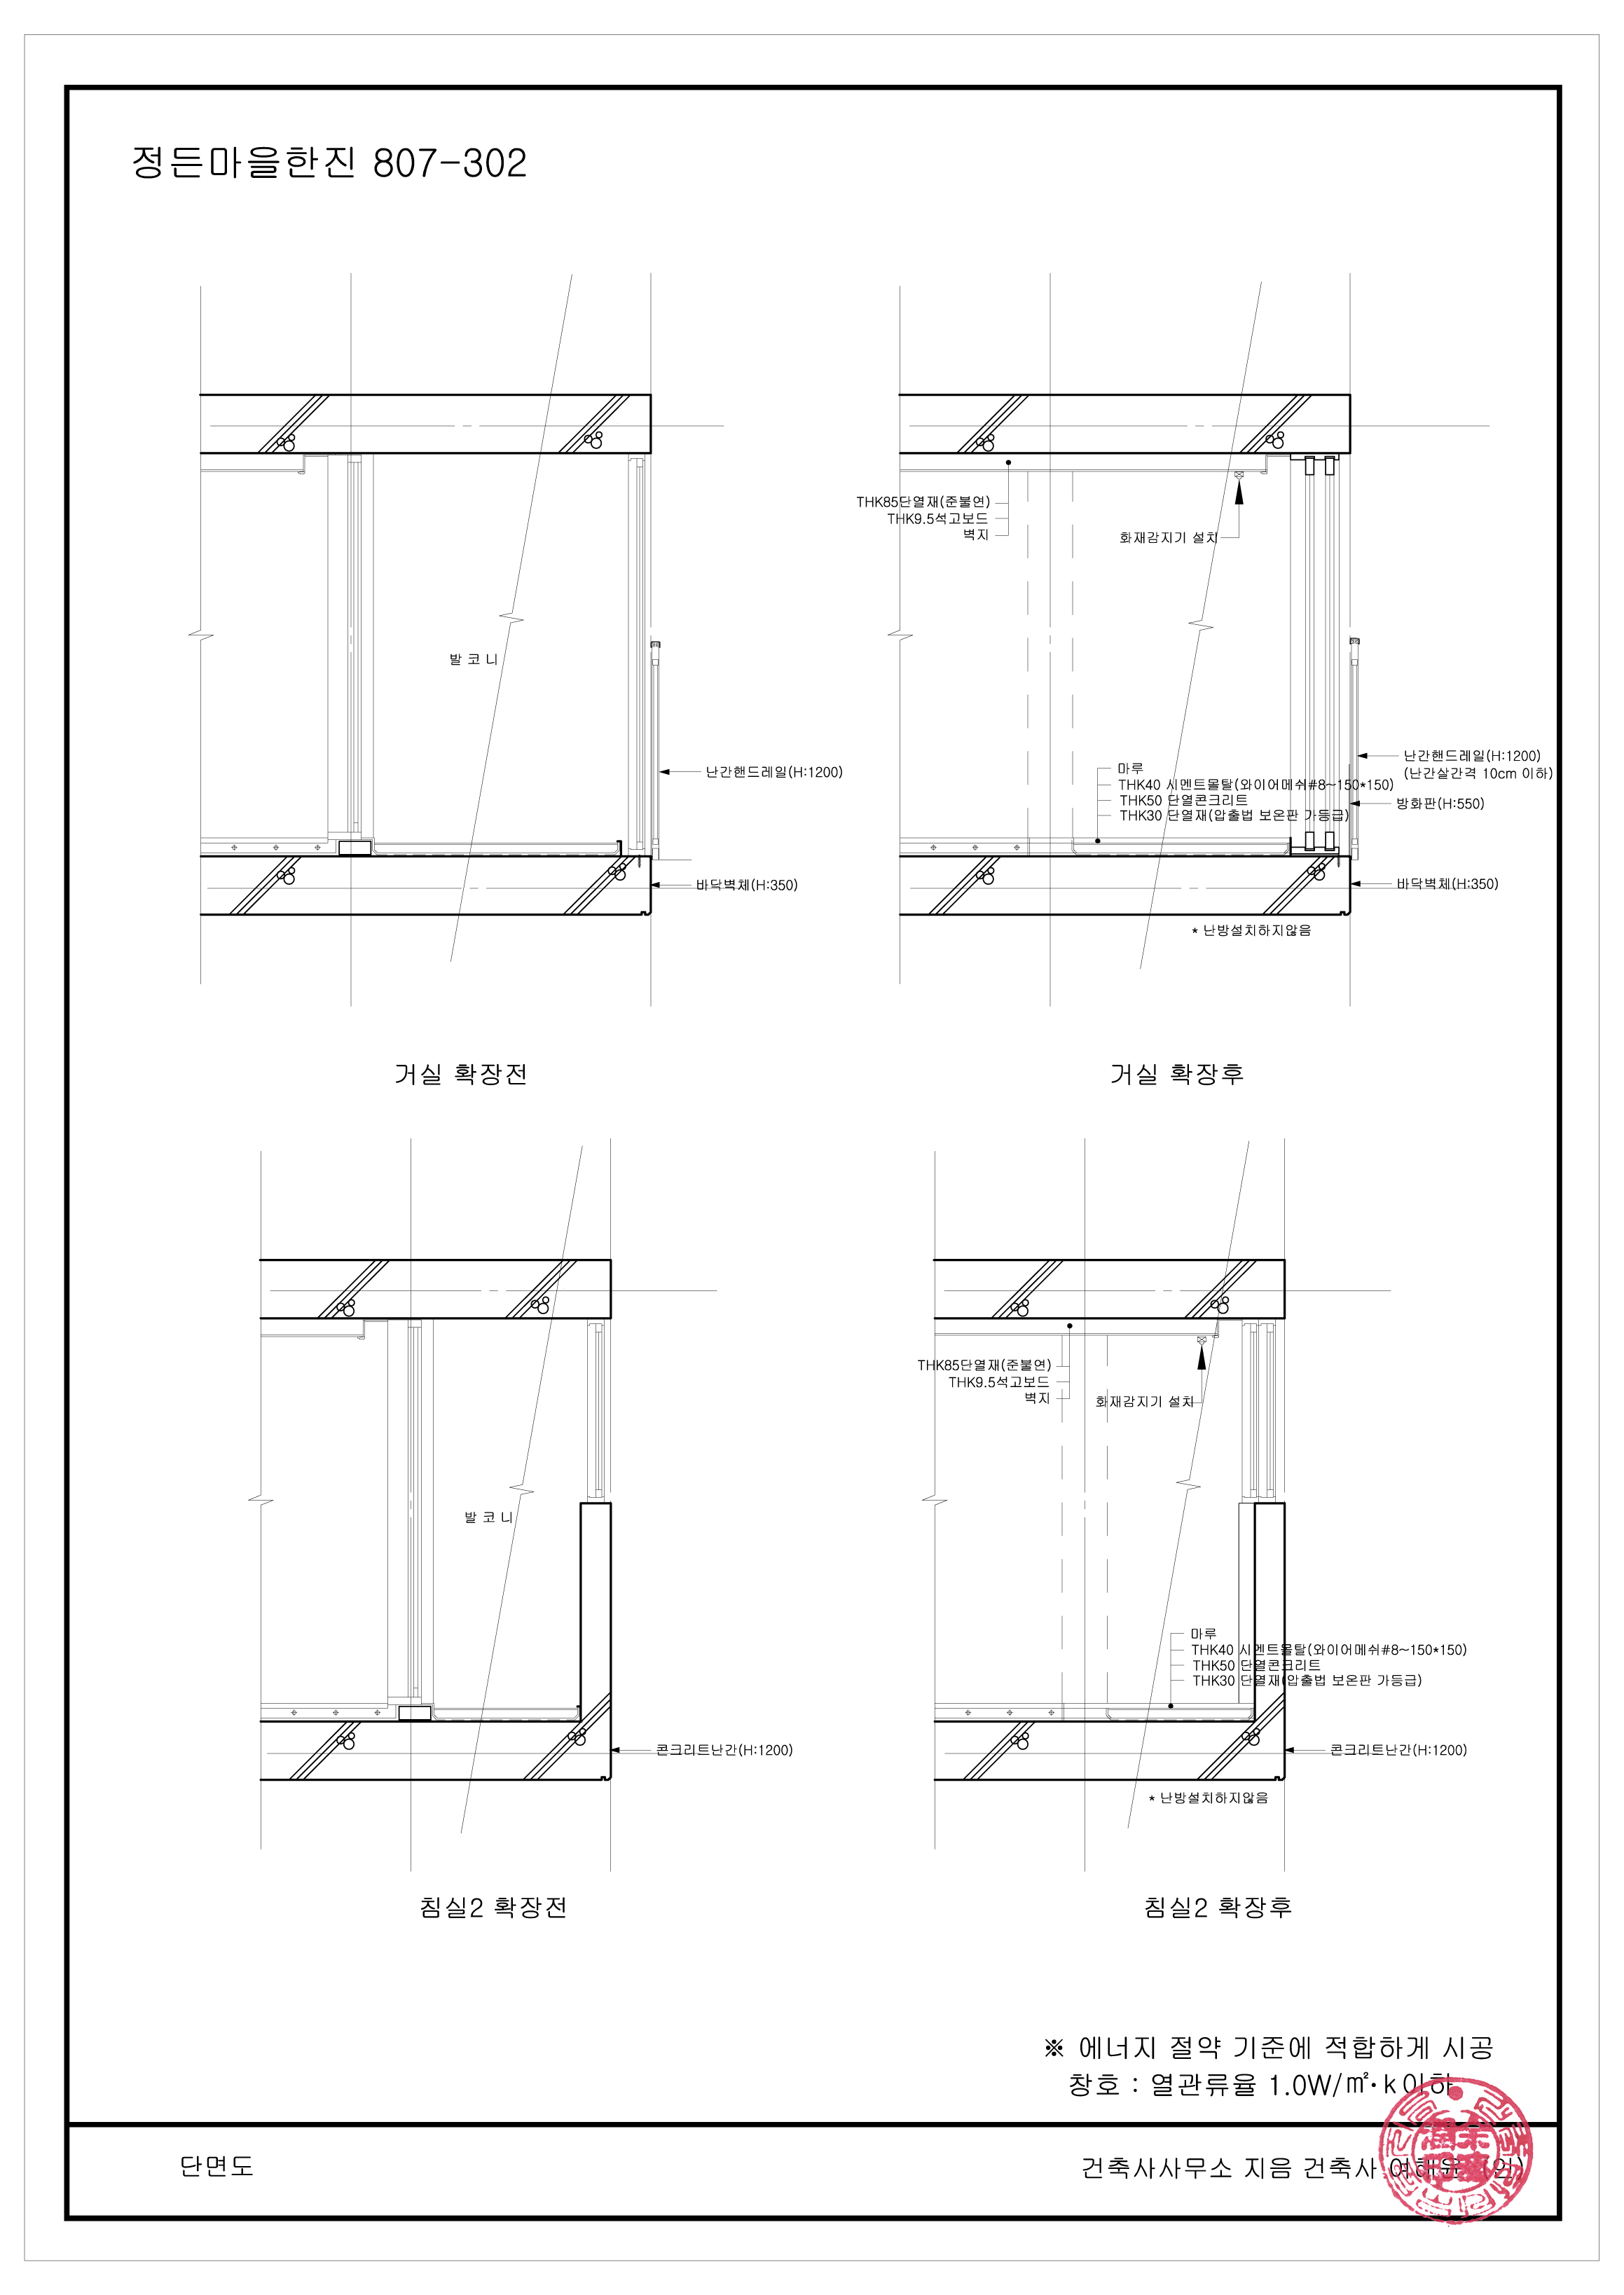 정든마을한진 807-302
발 코 니
난간핸드레일(H:1200)
바닥벽체(H:350)
거실 확장전
THK85단열재(준불연)
THK9.5석고보드
벽지
화재감지기 설치
마루
THK40 시멘트몰탈(와이어메쉬#8~150*150)
THK50 단열콘크리트
THK30 단열재(압출법 보온판 가등급)
난간핸드레일(H:1200)
(난간살간격 10cm 이하)
방화판(H:550)
바닥벽체(H:350)
* 난방설치하지않음
거실 확장후
발 코 니
콘크리트난간(H:1200)
침실2 확장전
THK85단열재(준불연)
THK9.5석고보드
벽지
화재감지기 설치
마루
THK40 시멘트몰탈(와이어메쉬#8~150*150)
THK50 단열콘크리트
THK30 단열재(압출법 보온판 가등급)
콘크리트난간(H:1200)
* 난방설치하지않음
침실2 확장후
※ 에너지 절약 기준에 적합하게 시공
창호 : 열관류율 1.0W/㎡·k이하
단면도
건축사사무소 지음 건축사 (인)